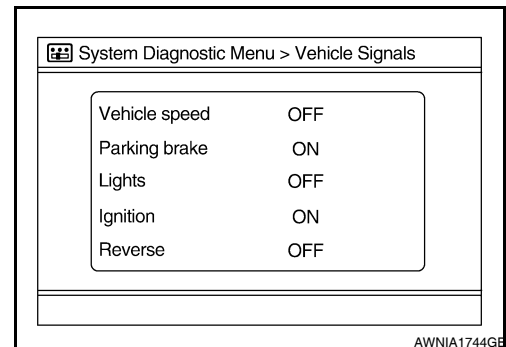 System Diagnostic Menu > Vehicle Signals
Vehicle speed OFF
Parking brake ON
Lights OFF
Ignition ON
Reverse OFF
AWNIA1744GB